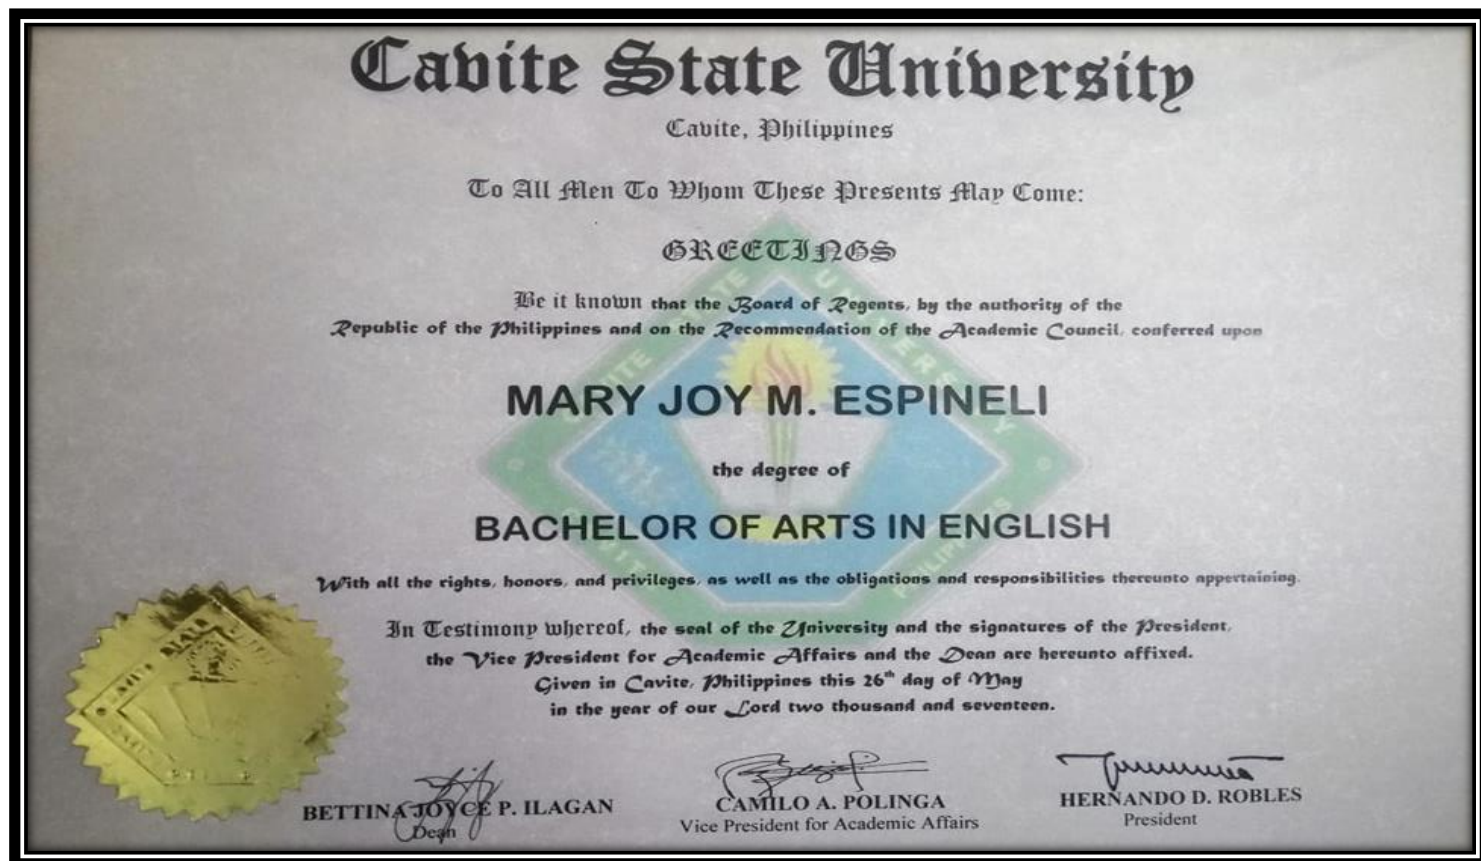 Cavite State University
Cavite, Philippines
To All Men To Whom These Presents May Come:
GREETINGS
Be it known that the Board of Regents, by the authority of the
Republic of the Philippines and on the Recommendation of the Academic Council, conferred upon
MARY JOY M. ESPINELI
the degree of
BACHELOR OF ARTS IN ENGLISH
With all the rights, honors, and privileges, as well as the obligations and responsibilities thereunto appertaining.
In Testimony whereof, the seal of the University and the signatures of the President,
the Vice President for Academic Affairs and the Dean are hereunto affixed.
Given in Cavite, Philippines this 26th day of May
in the year of our Lord two thousand and seventeen.
BETTINA JOYCE P. ILAGAN
Dean
CAMILO A. POLINGA
Vice President for Academic Affairs
HERNANDO D. ROBLES
President